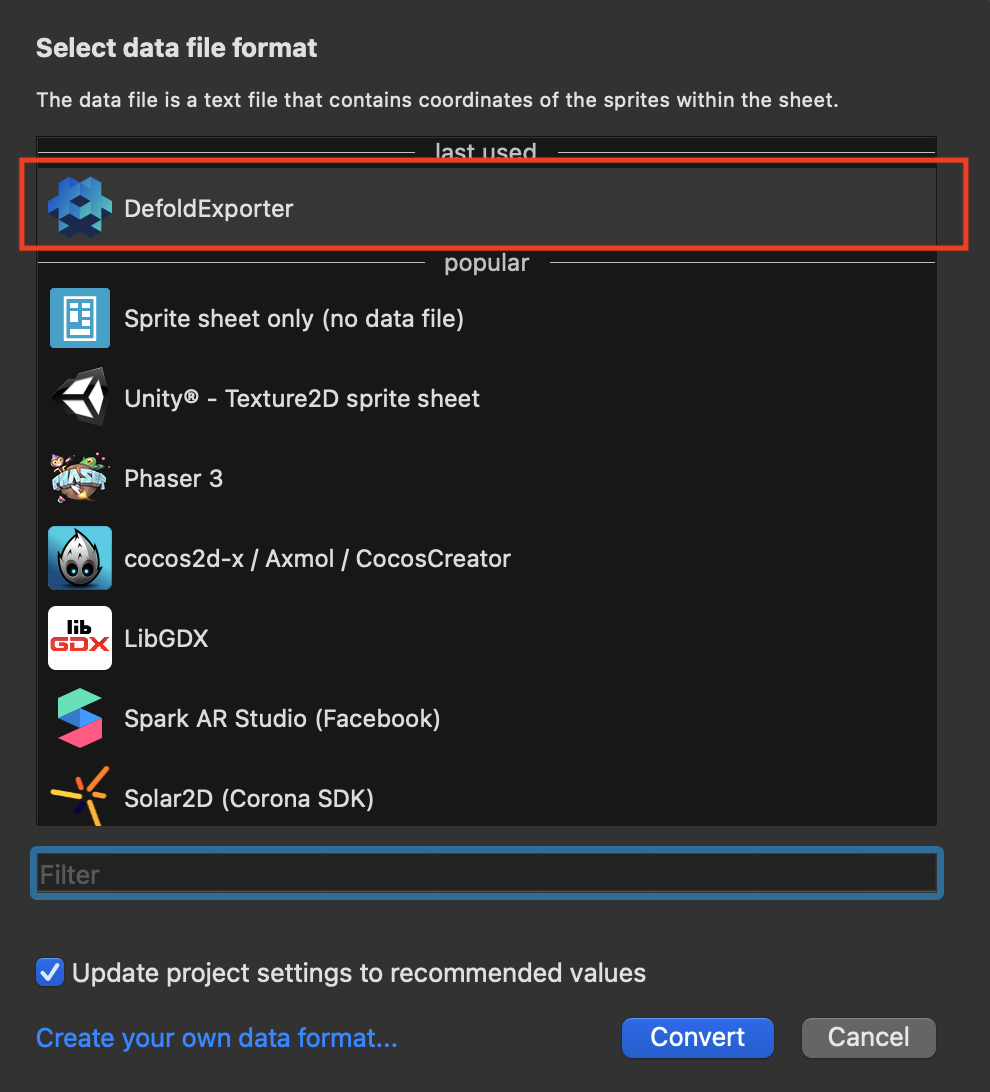 Select data file format
The data file is a text file that contains coordinates of the sprites within the sheet.
last used
DefoldExporter
popular
Sprite sheet only (no data file)
Unity® - Texture2D sprite sheet
PHASER
Phaser 3
cocos2d-x / Axmol / CocosCreator
lib
GDX
LibGDX
Spark AR Studio (Facebook)
Solar2D (Corona SDK)
Filter
Update project settings to recommended values
Create your own data format...
Convert
Cancel